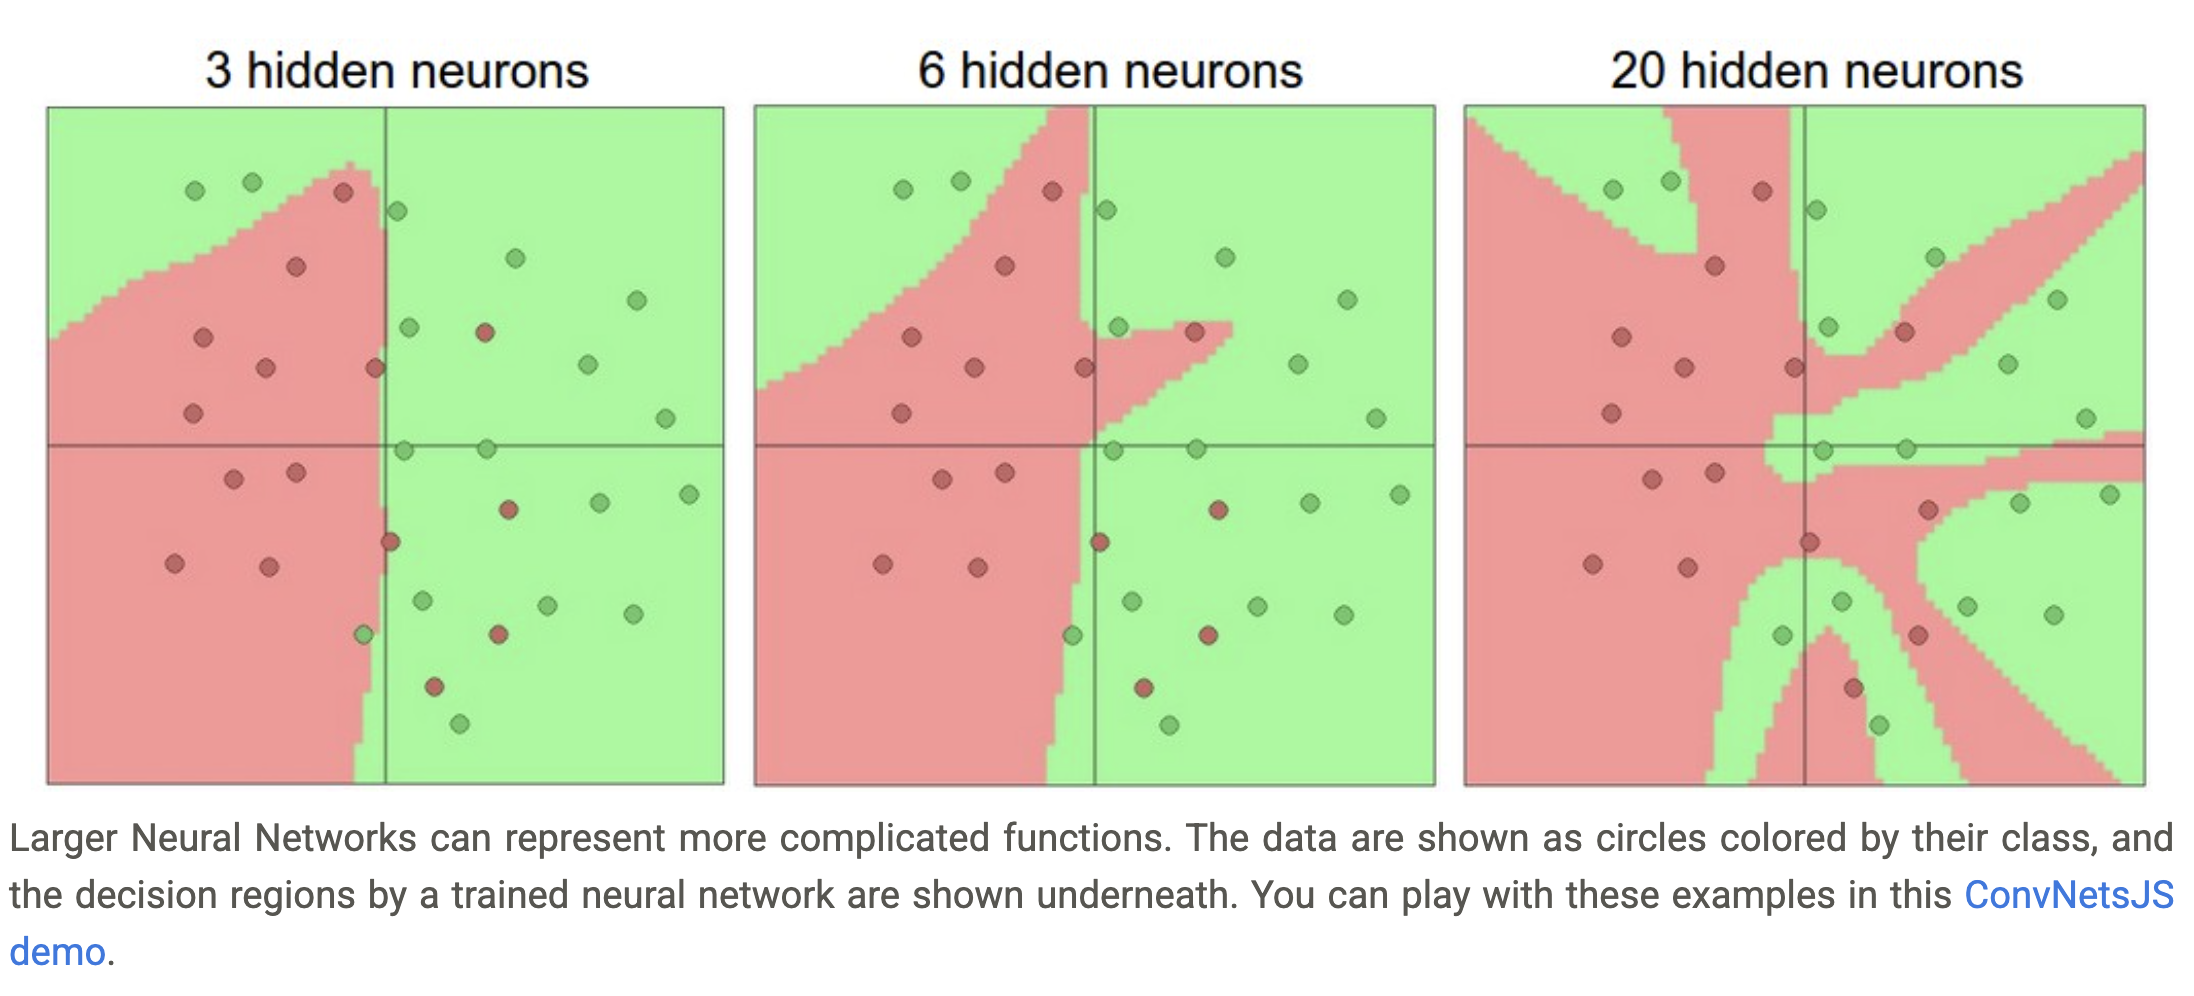 3 hidden neurons
6 hidden neurons
20 hidden neurons
Larger Neural Networks can represent more complicated functions. The data are shown as circles colored by their class, and
the decision regions by a trained neural network are shown underneath. You can play with these examples in this ConvNetsJS
demo.